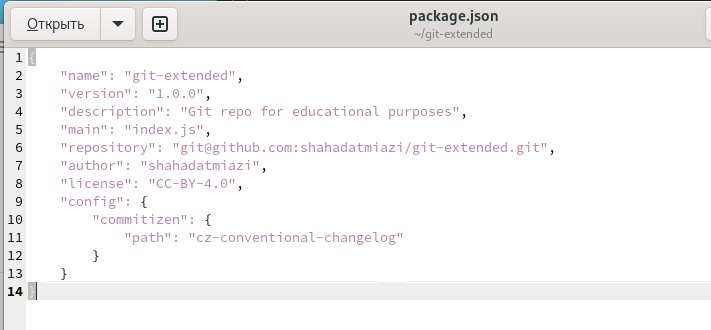 Открыть
package.json
~/git-extended
1 {
2     "name": "git-extended",
3     "version": "1.0.0",
4     "description": "Git repo for educational purposes",
5     "main": "index.js",
6     "repository": "git@github.com:shahadatmiazi/git-extended.git",
7     "author": "shahadatmiazi",
8     "license": "CC-BY-4.0",
9     "config": {
10         "commitizen": {
11             "path": "cz-conventional-changelog"
12         }
13     }
14 }